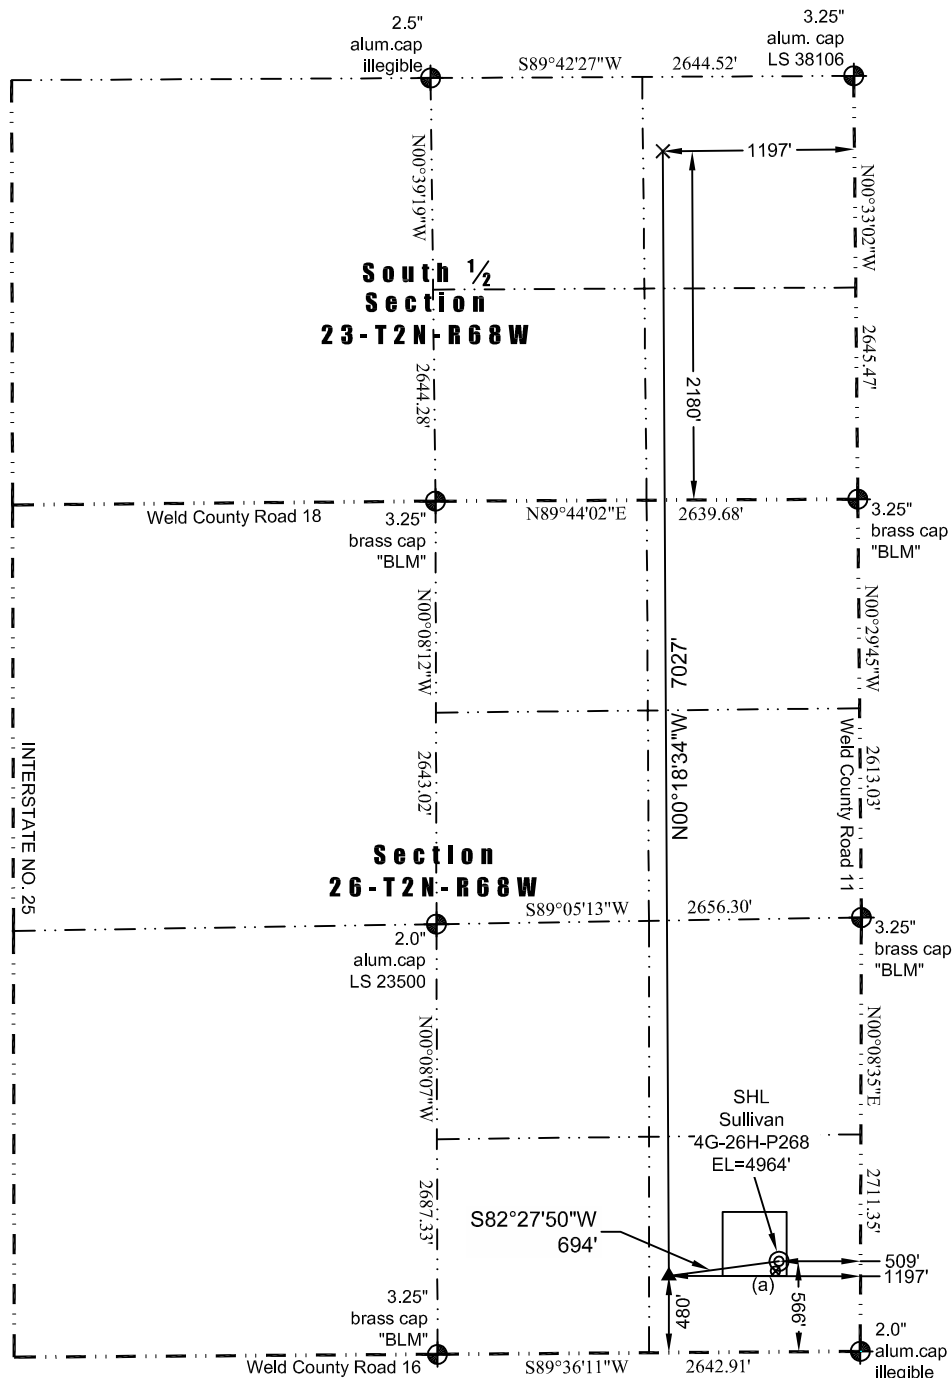 2.5"
alum.cap
illegible
3.25"
alum. cap
LS 38106
S89°42'27"W 2644.52'
1197'
N00°39'19"W
N00°33'02"W
South ½
Section
23-T2N-R68W
2644.28'
2645.47'
2180'
Weld County Road 18
3.25"
brass cap
"BLM"
N89°44'02"E 2639.68'
3.25"
brass cap
"BLM"
N00°08'12"W
N00°29'45"W
N00°18'34"W 7027'
INTERSTATE NO. 25
2643.02'
Weld County Road 11
2613.03'
Section
26-T2N-R68W
S89°05'13"W 2656.30'
2.0"
alum.cap
LS 23500
3.25"
brass cap
"BLM"
N00°08'07"W
N00°08'35"E
SHL
Sullivan
4G-26H-P268
EL=4964'
2687.33'
2711.35'
S82°27'50"W
694'
509'
(a)
1197'
480'
566'
3.25"
brass cap
"BLM"
2.0"
alum.cap
illegible
Weld County Road 16
S89°36'11"W 2642.91'